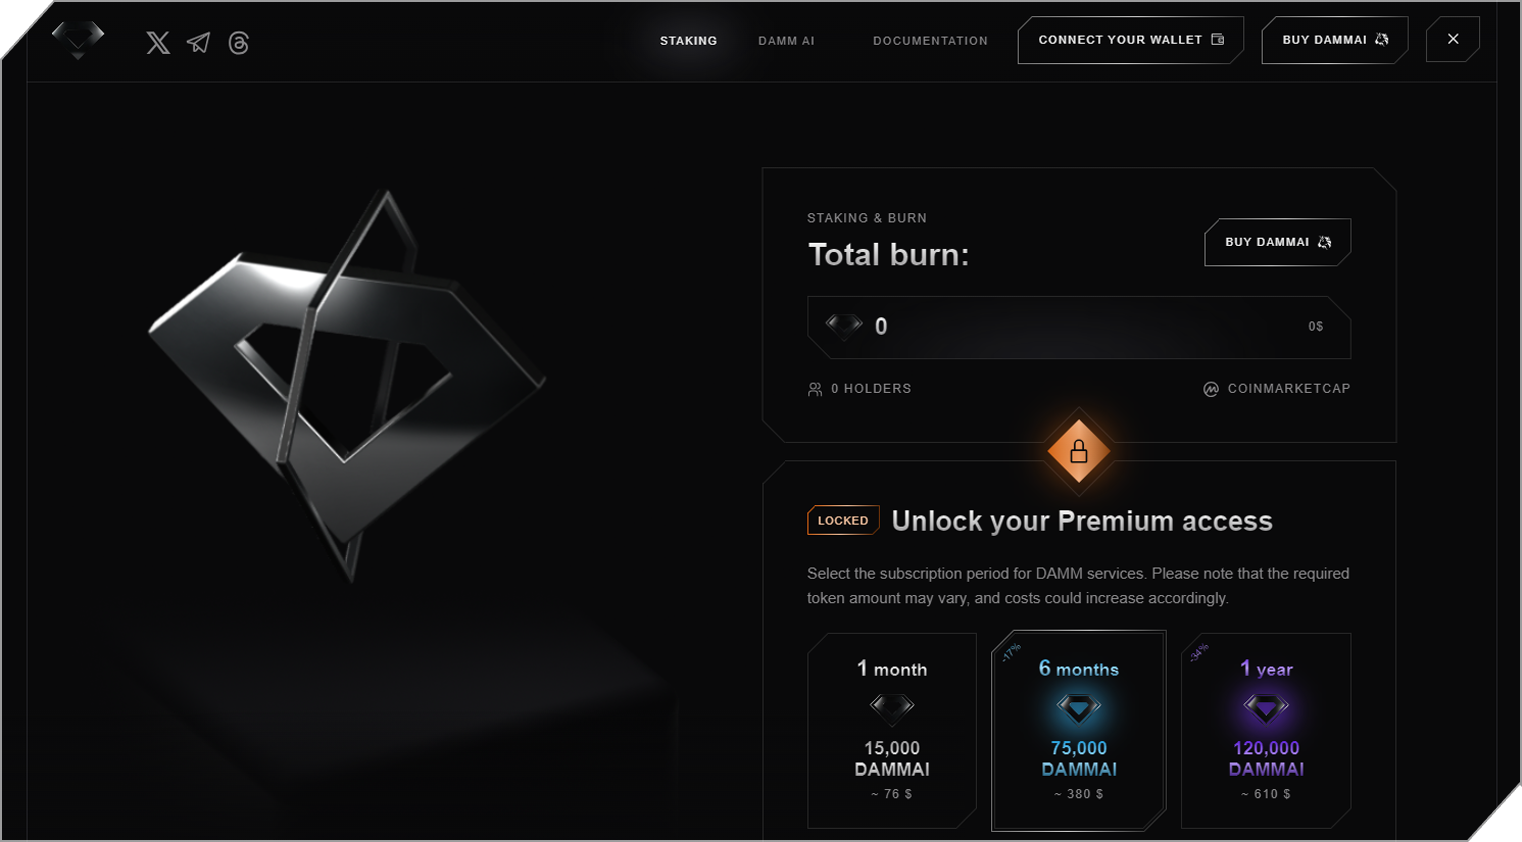 STAKING
DAMM AI
DOCUMENTATION
CONNECT YOUR WALLET
BUY DAMMAI
STAKING & BURN
Total burn:
BUY DAMMAI
0
0$
0 HOLDERS
COINMARKETCAP
LOCKED
Unlock your Premium access
Select the subscription period for DAMM services. Please note that the required
token amount may vary, and costs could increase accordingly.
1 month
15,000
DAMMAI
~ 76 $
-17%
6 months
75,000
DAMMAI
~ 380 $
-34%
1 year
120,000
DAMMAI
~ 610 $